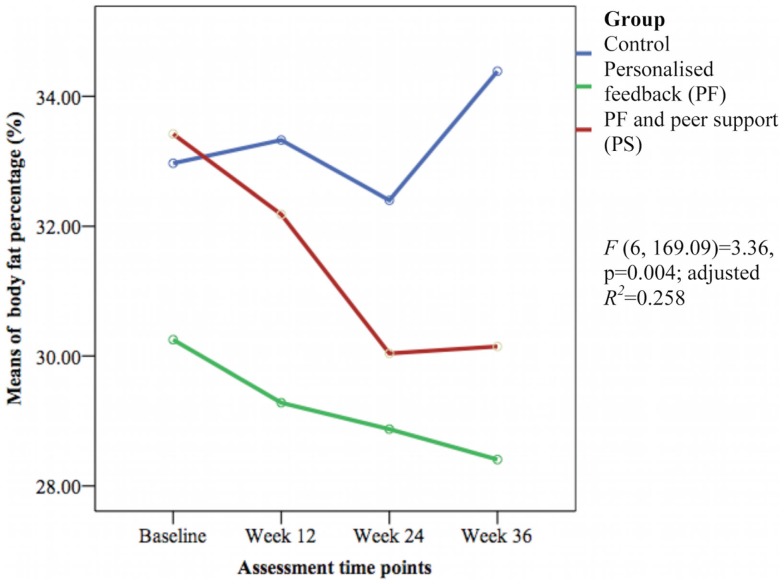 Group
Control
Personalised
feedback (PF)
PF and peer support
(PS)
F (6, 169.09)=3.36,
p=0.004; adjusted
R²=0.258
Means of body fat percentage (%)
34.00
32.00
30.00
28.00
Baseline Week 12 Week 24 Week 36
Assessment time points